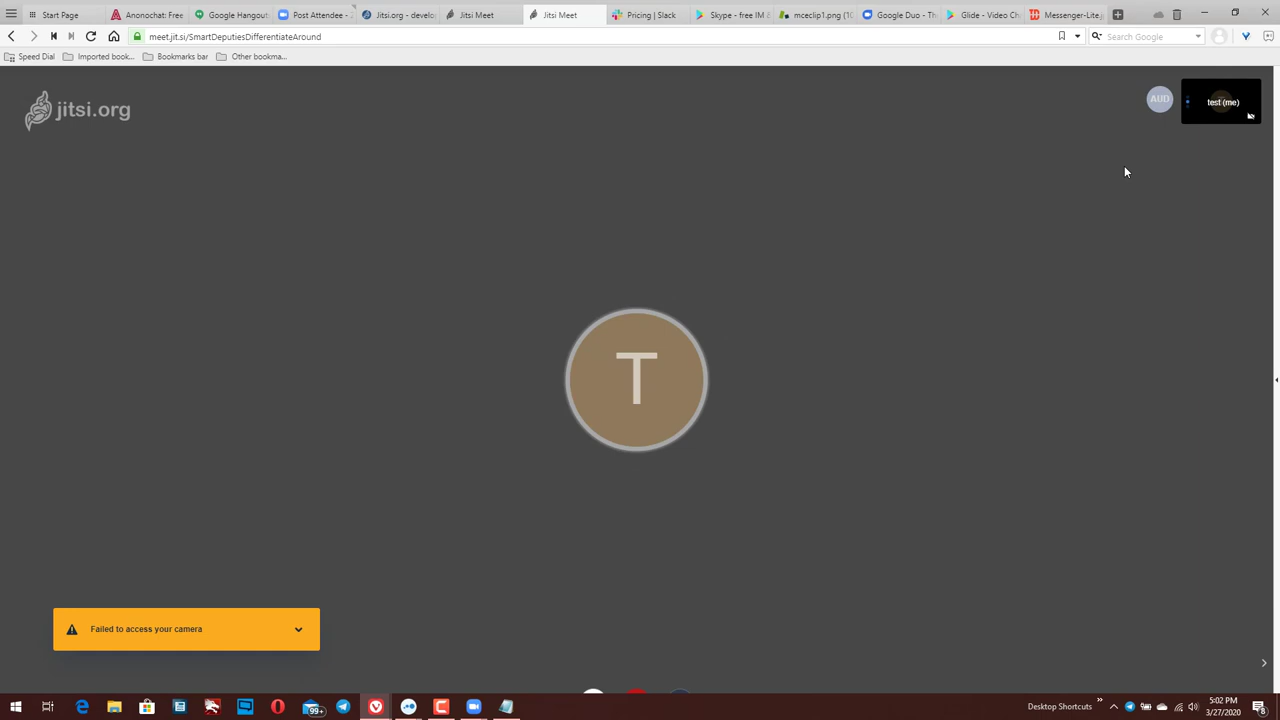 Start Page
Anonochat: Free
Google Hangout
Post Attendee - Z
Jitsi.org - develo
Jitsi Meet
Jitsi Meet
Pricing | Slack
Skype - free IM &
mceclip1.png (10
Google Duo - Th
Glide - Video Ch
Messenger-Lite.j
meet.jit.si/SmartDeputiesDifferentiateAround
Search Google
Speed Dial
Imported book...
Bookmarks bar
Other bookma...
jitsi.org
AUD
test (me)
T
Failed to access your camera
99+
Desktop Shortcuts
5:02 PM
3/27/2020
8